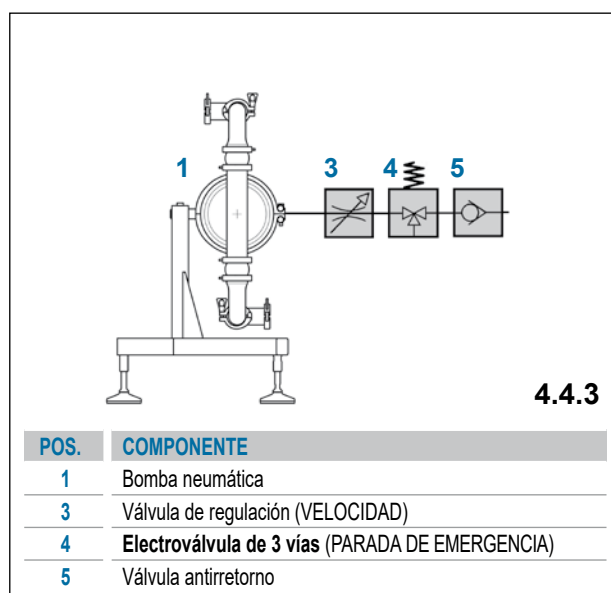 1 3 4 5
4.4.3
POS. COMPONENTE
1 Bomba neumática
3 Válvula de regulación (VELOCIDAD)
4 Electroválvula de 3 vías (PARADA DE EMERGENCIA)
5 Válvula antirretorno